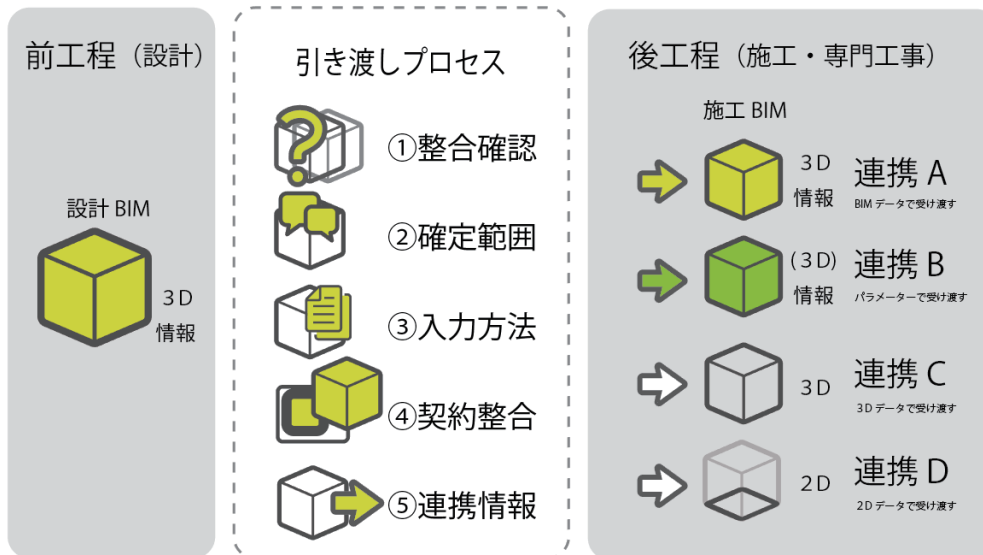 前工程（設計）
設計 BIM
3D
情報
引き渡しプロセス
①整合確認
②確定範囲
③入力方法
④契約整合
⑤連携情報
後工程（施工・専門工事）
施工 BIM
3D
情報
連携 A
BIM データで受け渡す
(3D)
情報
連携 B
パラメーターで受け渡す
3D
連携 C
3D データで受け渡す
2D
連携 D
2D データで受け渡す